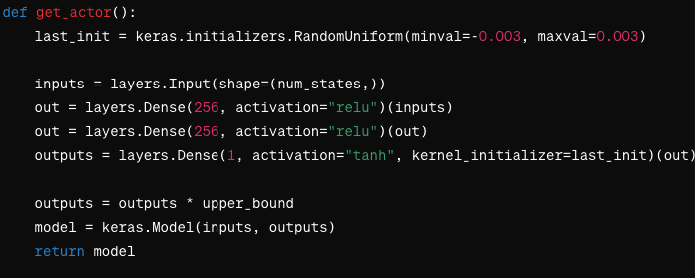 def get_actor():
    last_init = keras.initializers.RandomUniform(minval=-0.003, maxval=0.003)

    inputs = layers.Input(shape=(num_states,))
    out = layers.Dense(256, activation="relu")(inputs)
    out = layers.Dense(256, activation="relu")(out)
    outputs = layers.Dense(1, activation="tanh", kernel_initializer=last_init)(out)

    outputs = outputs * upper_bound
    model = keras.Model(inputs, outputs)
    return model